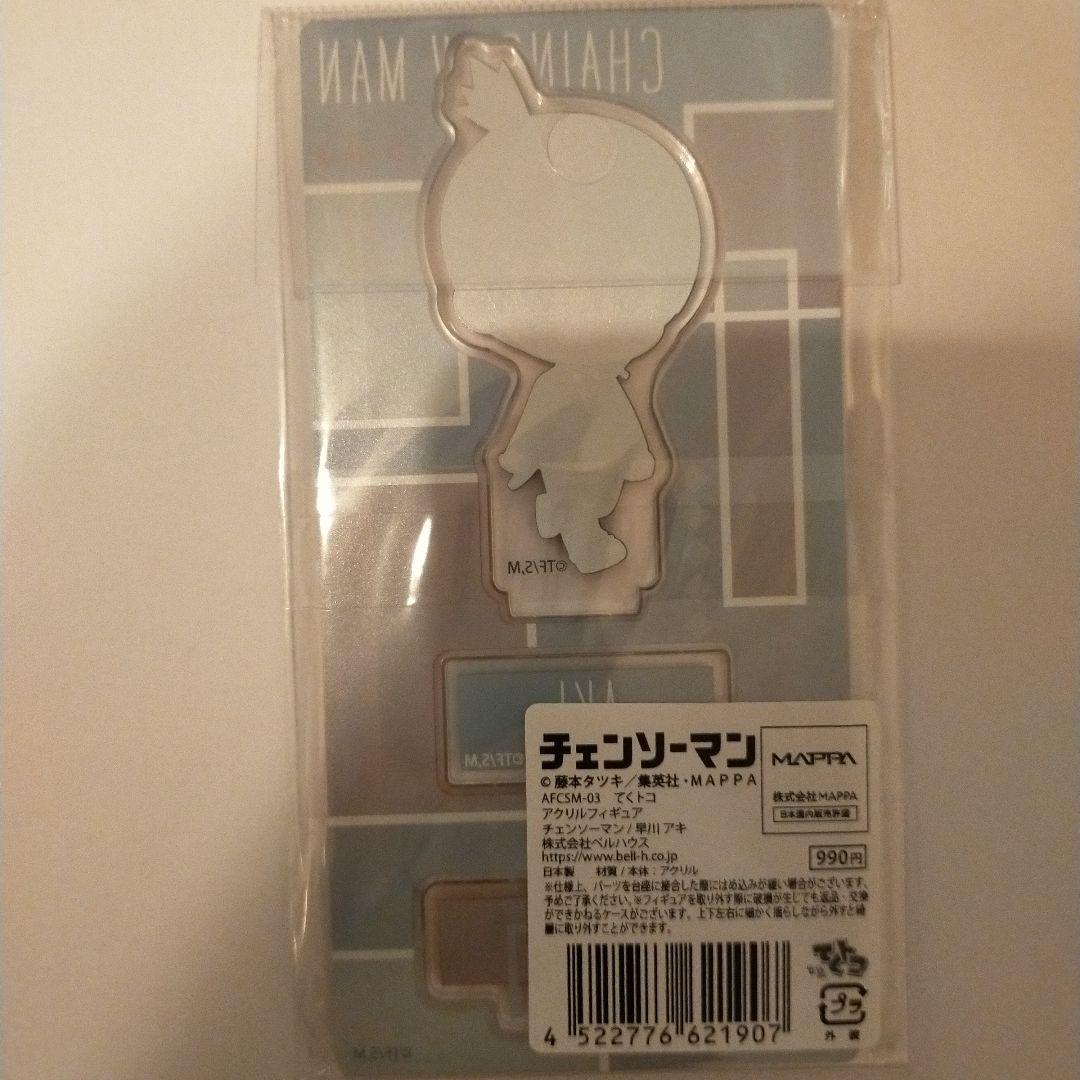 CHAINSAW MAN
©TF/S,M
AKI
©TF/S,M
チェンソーマン
©藤本タツキ／集英社・MAPPA
AFCSM-03　てくトコ
アクリルフィギュア
チェンソーマン / 早川 アキ
株式会社ベルハウス
https://www.bell-h.co.jp
日本製　材質 / 本体：アクリル
MAPPA
株式会社MAPPA
日本国内販売許諾
990円
※仕様上、パーツを台座に接合した際にはめ込みが緩い場合がございます。
予めご了承ください。※フィギュアを取り外す際に破損が生じても返品・交換
ができかねるケースがございます。上下左右に細かく揺らしながら外すと綺
麗に取り外すことができます。
てくトコ
プラ
外装
4 522776 621907
©TF/S,M